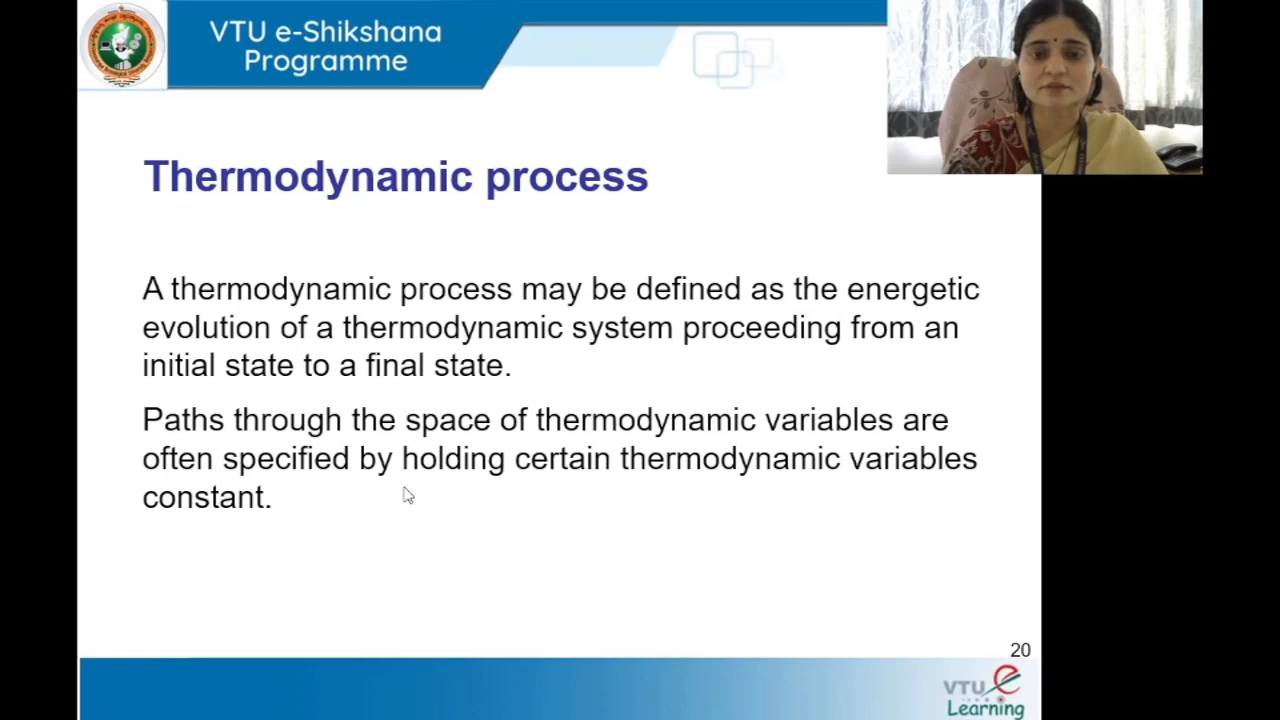 VTU e-Shikshana
Programme
Thermodynamic process
A thermodynamic process may be defined as the energetic
evolution of a thermodynamic system proceeding from an
initial state to a final state.
Paths through the space of thermodynamic variables are
often specified by holding certain thermodynamic variables
constant.
20
VTU e
Learning